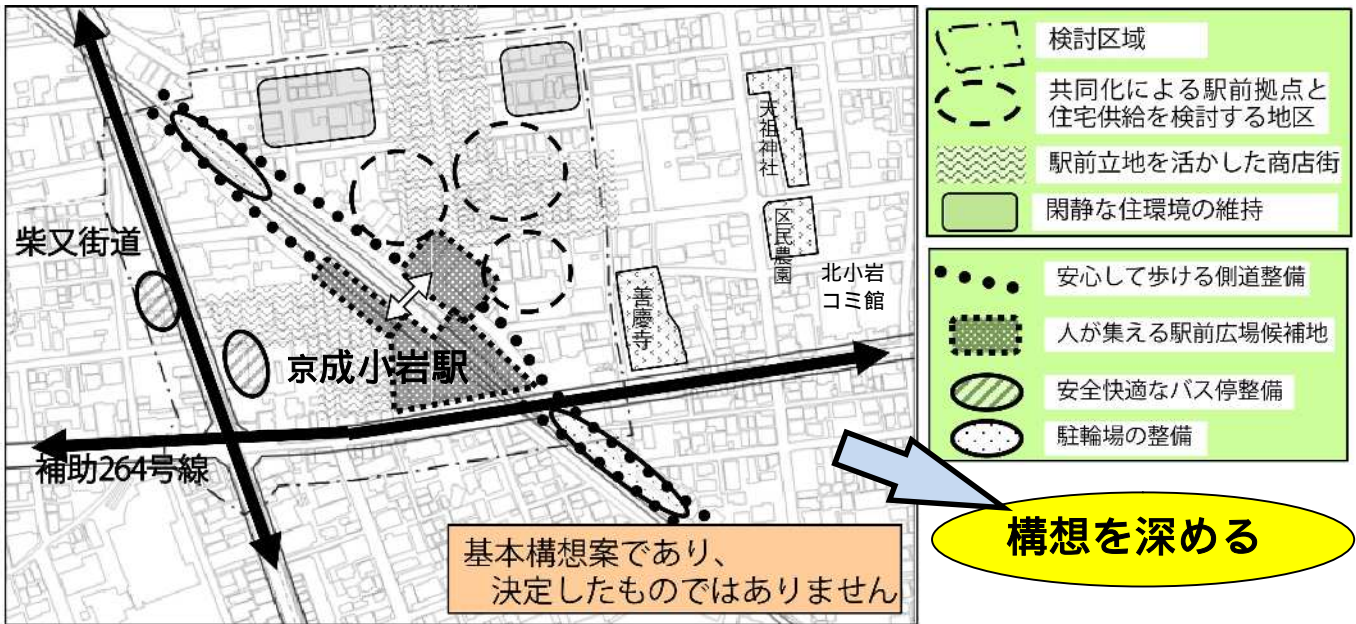 柴又街道
京成小岩駅
補助264号線
天祖神社
区民農園
善慶寺
北小岩
コミ館
基本構想案であり、
決定したものではありません
検討区域
共同化による駅前拠点と
住宅供給を検討する地区
駅前立地を活かした商店街
閑静な住環境の維持
安心して歩ける側道整備
人が集える駅前広場候補地
安全快適なバス停整備
駐輪場の整備
構想を深める